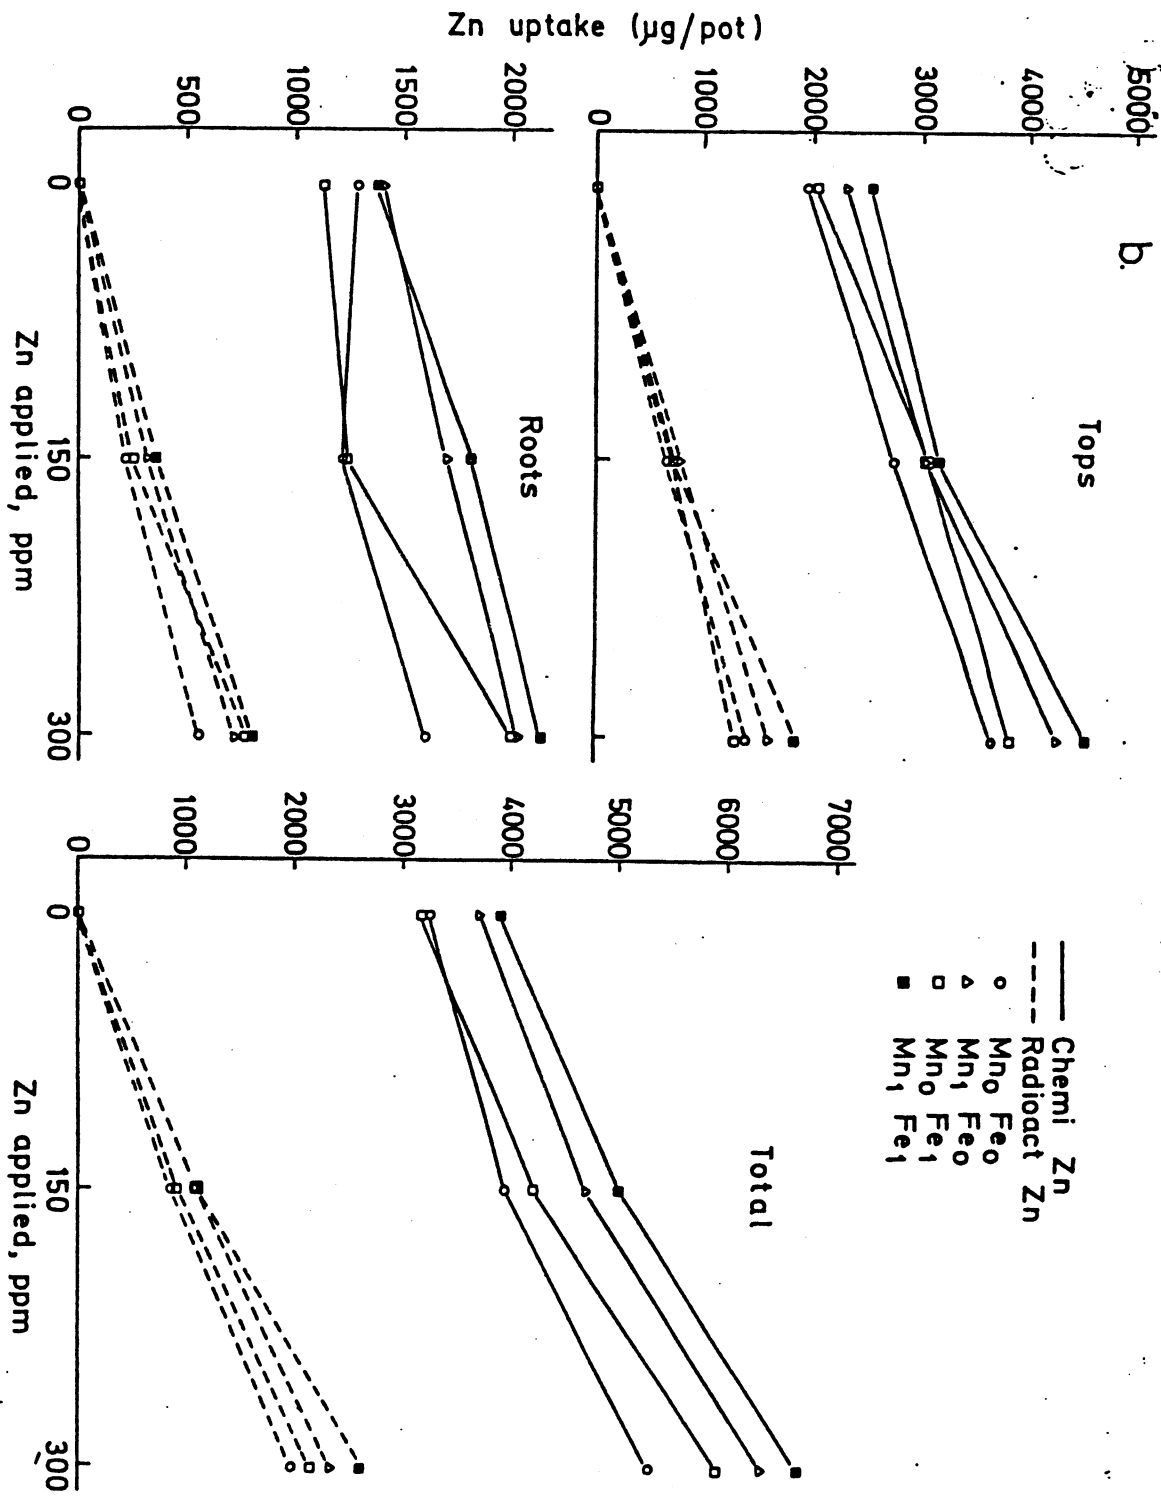 b.
Zn uptake (µg/pot)
Tops
5000
4000
3000
2000
1000
0
Roots
2000
1500
1000
500
0
0 150 300
Zn applied, ppm
Chemi Zn
Radioact Zn
Mn₀ Fe₀
Mn₁ Fe₀
Mn₀ Fe₁
Mn₁ Fe₁
Total
7000
6000
5000
4000
3000
2000
1000
0
0 150 300
Zn applied, ppm